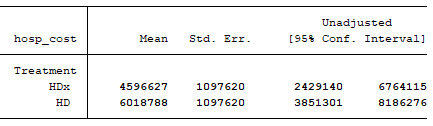 Unadjusted
hosp_cost Mean Std. Err. [95% Conf. Interval]
Treatment
HDx 4596627 1097620 2429140 6764115
HD 6018788 1097620 3851301 8186276